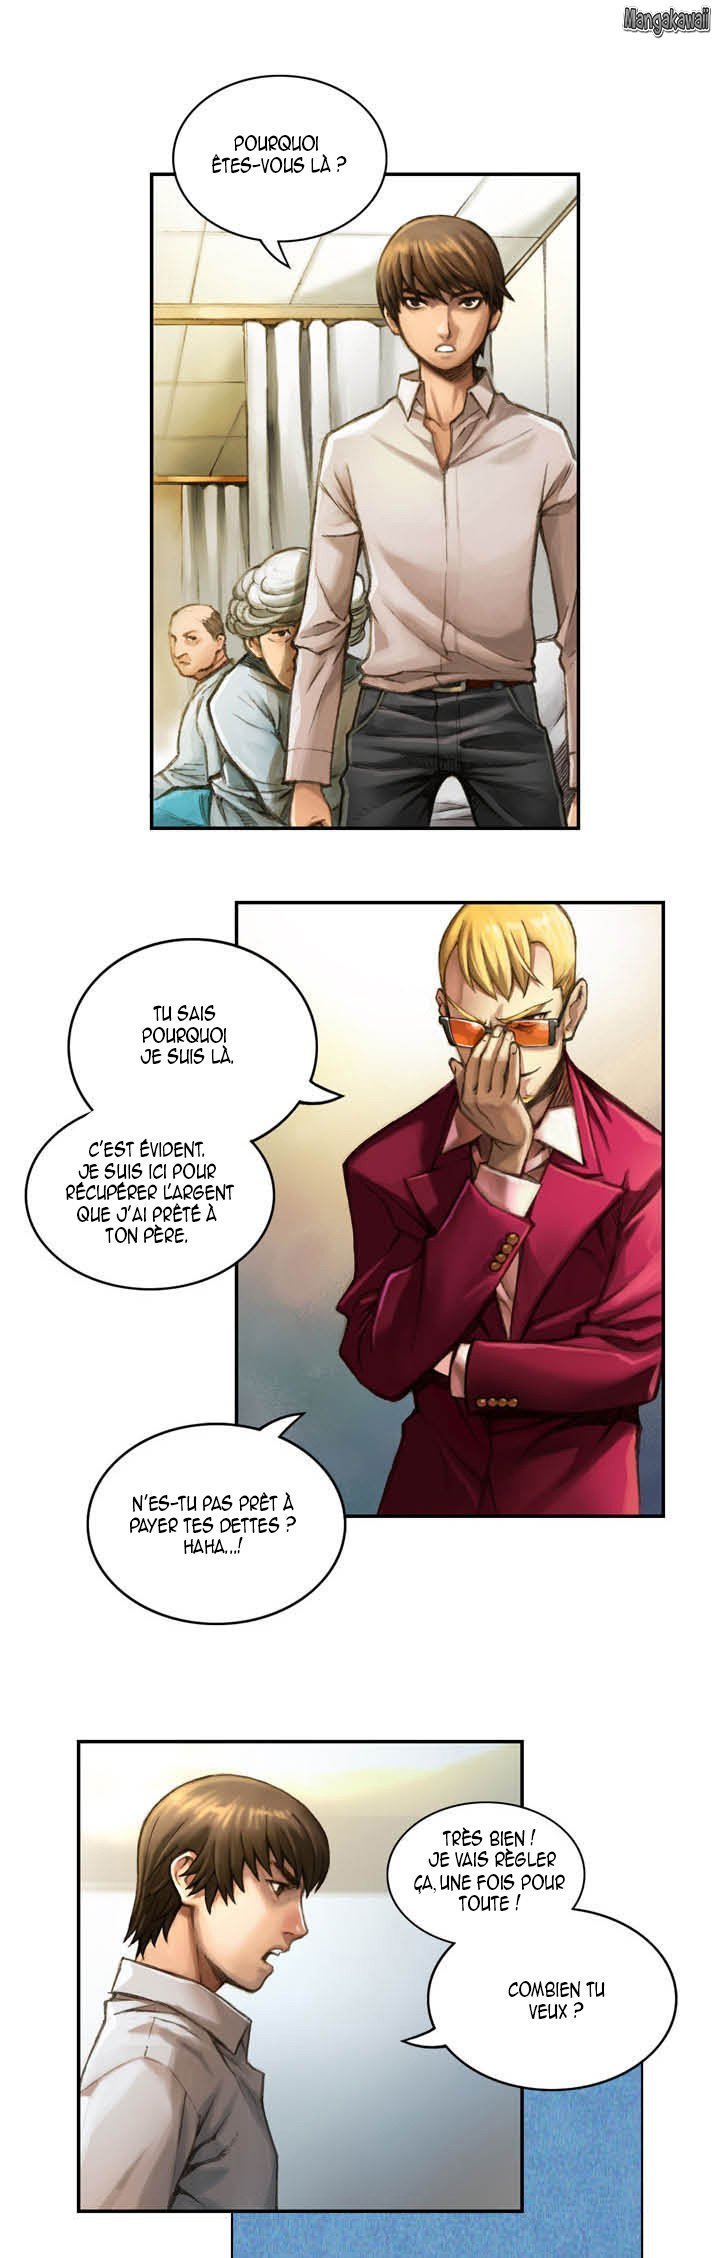 Mangakawaii
POURQUOI
ÊTES-VOUS LÀ ?
TU SAIS
POURQUOI
JE SUIS LÀ.
C'EST ÉVIDENT.
JE SUIS ICI POUR
RÉCUPÉRER L'ARGENT
QUE J'AI PRÊTÉ À
TON PÈRE.
N'ES-TU PAS PRÊT À
PAYER TES DETTES ?
HAHA...!
TRÈS BIEN !
JE VAIS RÈGLER
ÇA, UNE FOIS POUR
TOUTE !
COMBIEN TU
VEUX ?